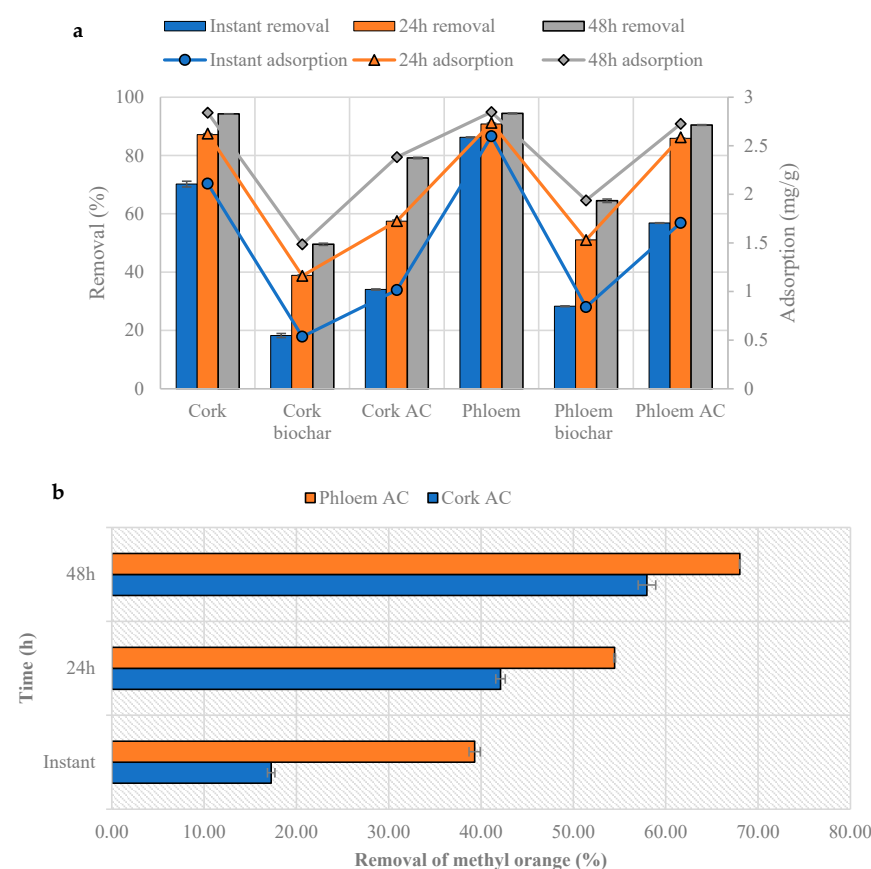 a
Instant removal 24h removal 48h removal
Instant adsorption 24h adsorption 48h adsorption
100
80
60
40
20
0
Removal (%)
3
2.5
2
1.5
1
0.5
0
Adsorption (mg/g)
Cork
Cork
biochar
Cork AC
Phloem
Phloem
biochar
Phloem AC
b
Phloem AC Cork AC
48h
24h
Instant
Time (h)
0.00 10.00 20.00 30.00 40.00 50.00 60.00 70.00 80.00
Removal of methyl orange (%)